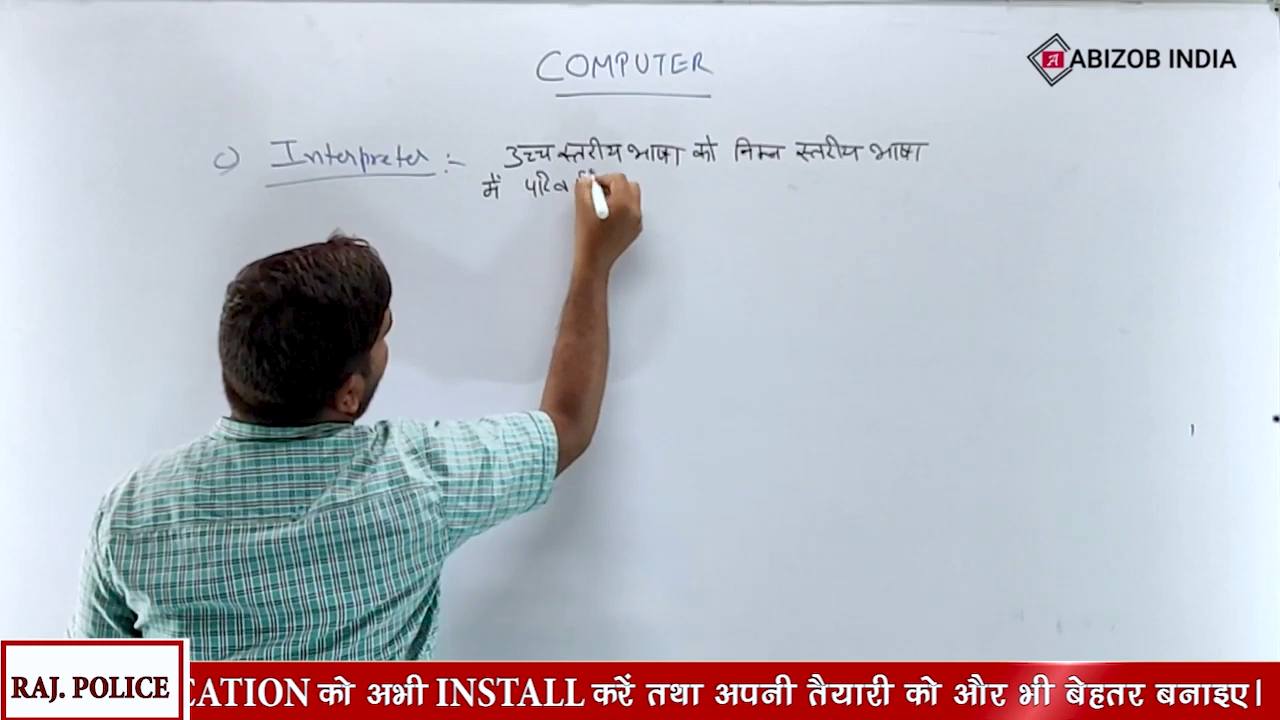 COMPUTER
ABIZOB INDIA
c) Interpreter :- उच्च स्तरीय भाषा को निम्न स्तरीय भाषा
में
RAJ. POLICE
CATION को अभी INSTALL करें तथा अपनी तैयारी को और भी बेहतर बनाइए।